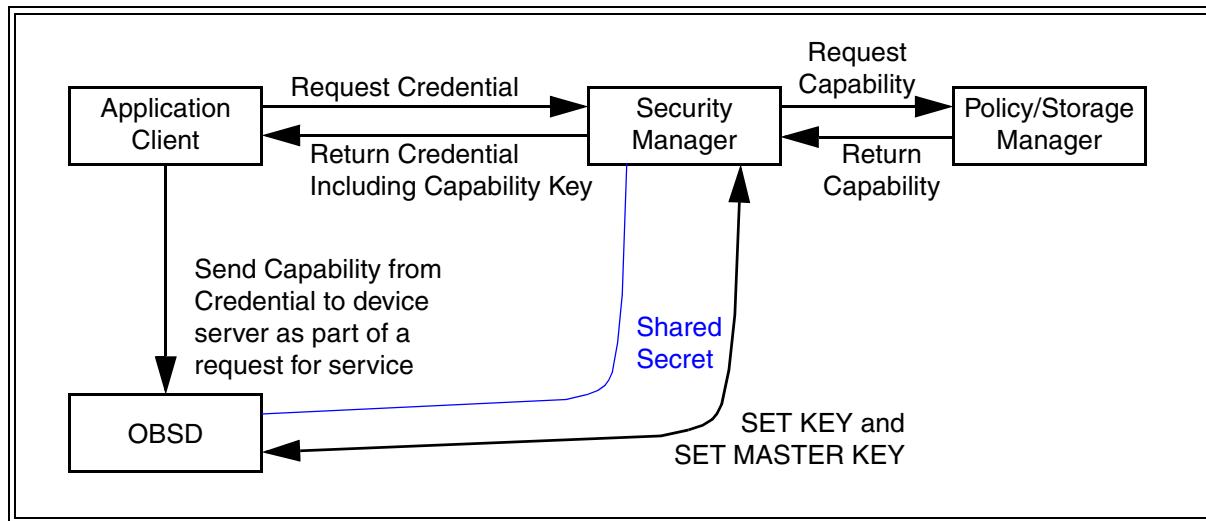 Request Credential
Request
Capability
Application
Client
Security
Manager
Policy/Storage
Manager
Return Credential
Including Capability Key
Return
Capability
Send Capability from
Credential to device
server as part of a
request for service
Shared
Secret
OBSD
SET KEY and
SET MASTER KEY